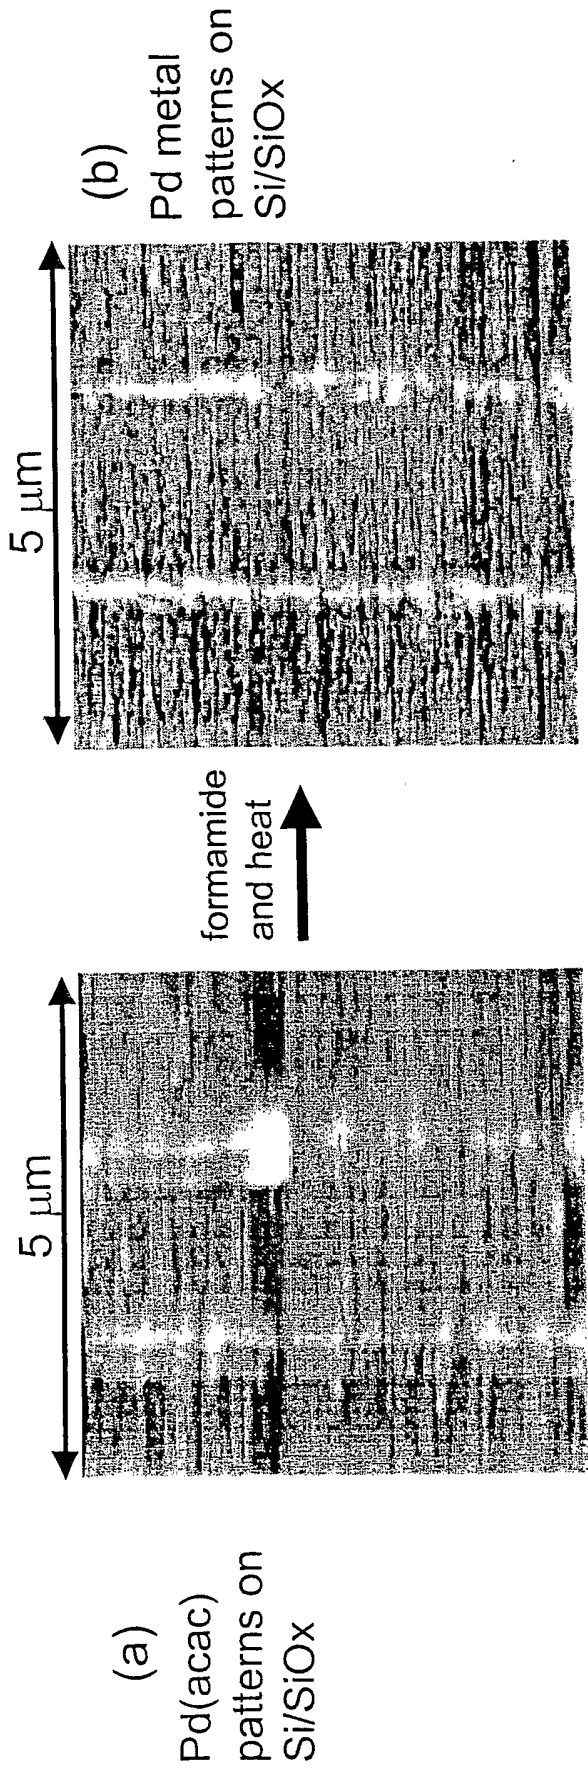 (a)
Pd(acac)
patterns on
Si/SiOx
5 μm
formamide
and heat
5 μm
(b)
Pd metal
patterns on
Si/SiOx